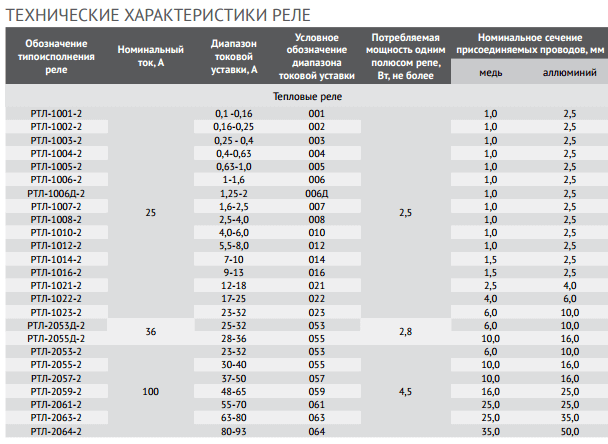 ТЕХНИЧЕСКИЕ ХАРАКТЕРИСТИКИ РЕЛЕ
Обозначение типоисполнения реле | Номинальный ток, А | Диапазон токовой уставки, А | Условное обозначение диапазона токовой уставки | Потребляемая мощность одним полюсом репе, Вт, не более | Номинальное сечение присоединяемых проводов, мм
медь | аллюминий
Тепловые реле
РТЛ-1001-2 0,1 -0,16 001 1,0 2,5
РТЛ-1002-2 0,16-0,25 002 1,0 2,5
РТЛ-1003-2 0,25 - 0,4 003 1,0 2,5
РТЛ-1004-2 0,4-0,63 004 1,0 2,5
РТЛ-1005-2 0,63-1,0 005 1,0 2,5
РТЛ-1006-2 1-1,6 006 1,0 2,5
РТЛ-1006Д-2 1,25-2 006Д 1,0 2,5
РТЛ-1007-2 1,6-2,5 007 1,0 2,5
РТЛ-1008-2 25 2,5-4,0 008 2,5 1,0 2,5
РТЛ-1010-2 4,0-6,0 010 1,0 2,5
РТЛ-1012-2 5,5-8,0 012 1,0 2,5
РТЛ-1014-2 7-10 014 1,5 2,5
РТЛ-1016-2 9-13 016 1,5 2,5
РТЛ-1021-2 12-18 021 2,5 4,0
РТЛ-1022-2 17-25 022 4,0 6,0
РТЛ-1023-2 23-32 023 6,0 10,0
РТЛ-2053Д-2 36 25-32 053 2,8 6,0 10,0
РТЛ-2055Д-2 28-36 055 10,0 16,0
РТЛ-2053-2 23-32 053 6,0 10,0
РТЛ-2055-2 30-40 055 10,0 16,0
РТЛ-2057-2 37-50 057 10,0 16,0
РТЛ-2059-2 100 48-65 059 4,5 16,0 25,0
РТЛ-2061-2 55-70 061 25,0 25,0
РТЛ-2063-2 63-80 063 25,0 35,0
РТЛ-2064-2 80-93 064 35,0 50,0